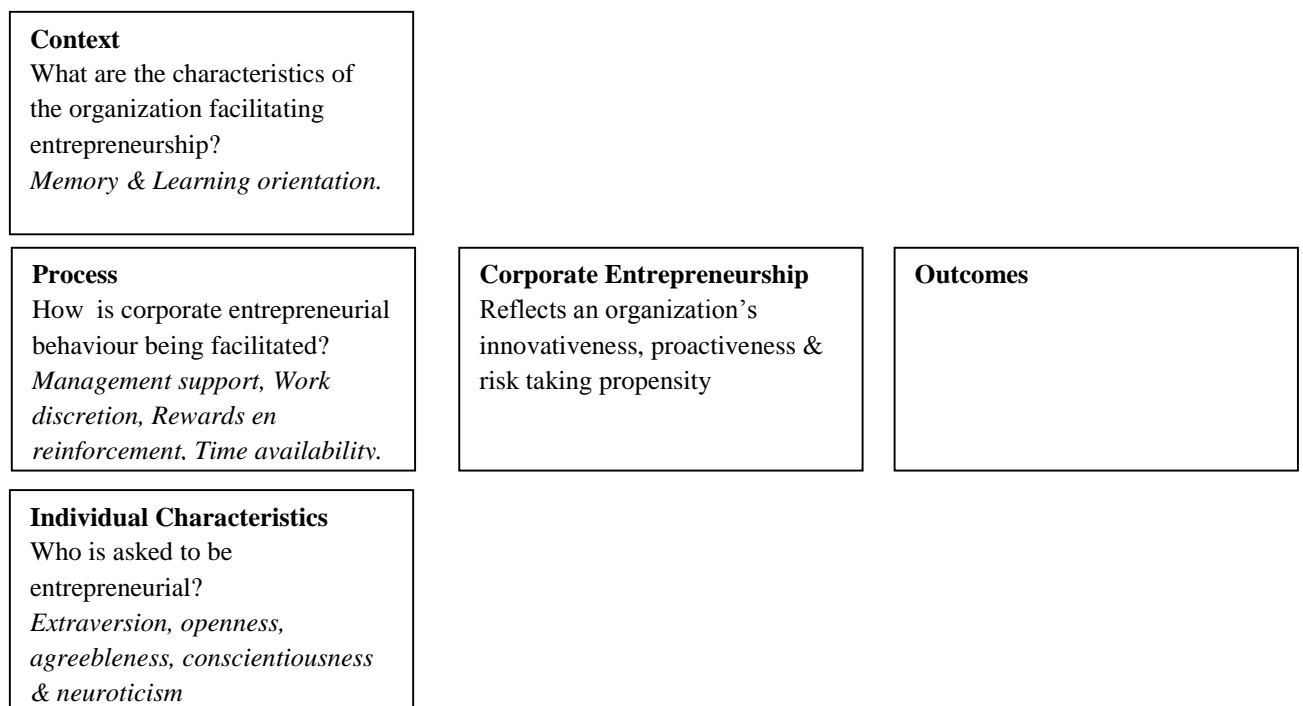 Context
What are the characteristics of
the organization facilitating
entrepreneurship?
Memory & Learning orientation.
Process
How is corporate entrepreneurial
behaviour being facilitated?
Management support, Work
discretion, Rewards en
reinforcement, Time availability.
Corporate Entrepreneurship
Reflects an organization’s
innovativeness, proactiveness &
risk taking propensity
Outcomes
Individual Characteristics
Who is asked to be
entrepreneurial?
Extraversion, openness,
agreebleness, conscientiousness
& neuroticism